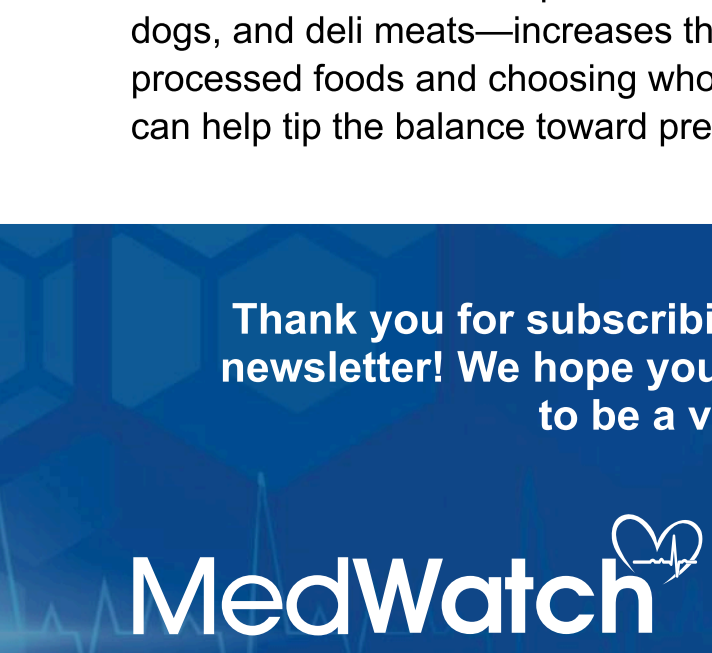 dogs, and deli meats—increases th
processed foods and choosing who
can help tip the balance toward pre
Thank you for subscribi
newsletter! We hope you
to be a v
MedWatch